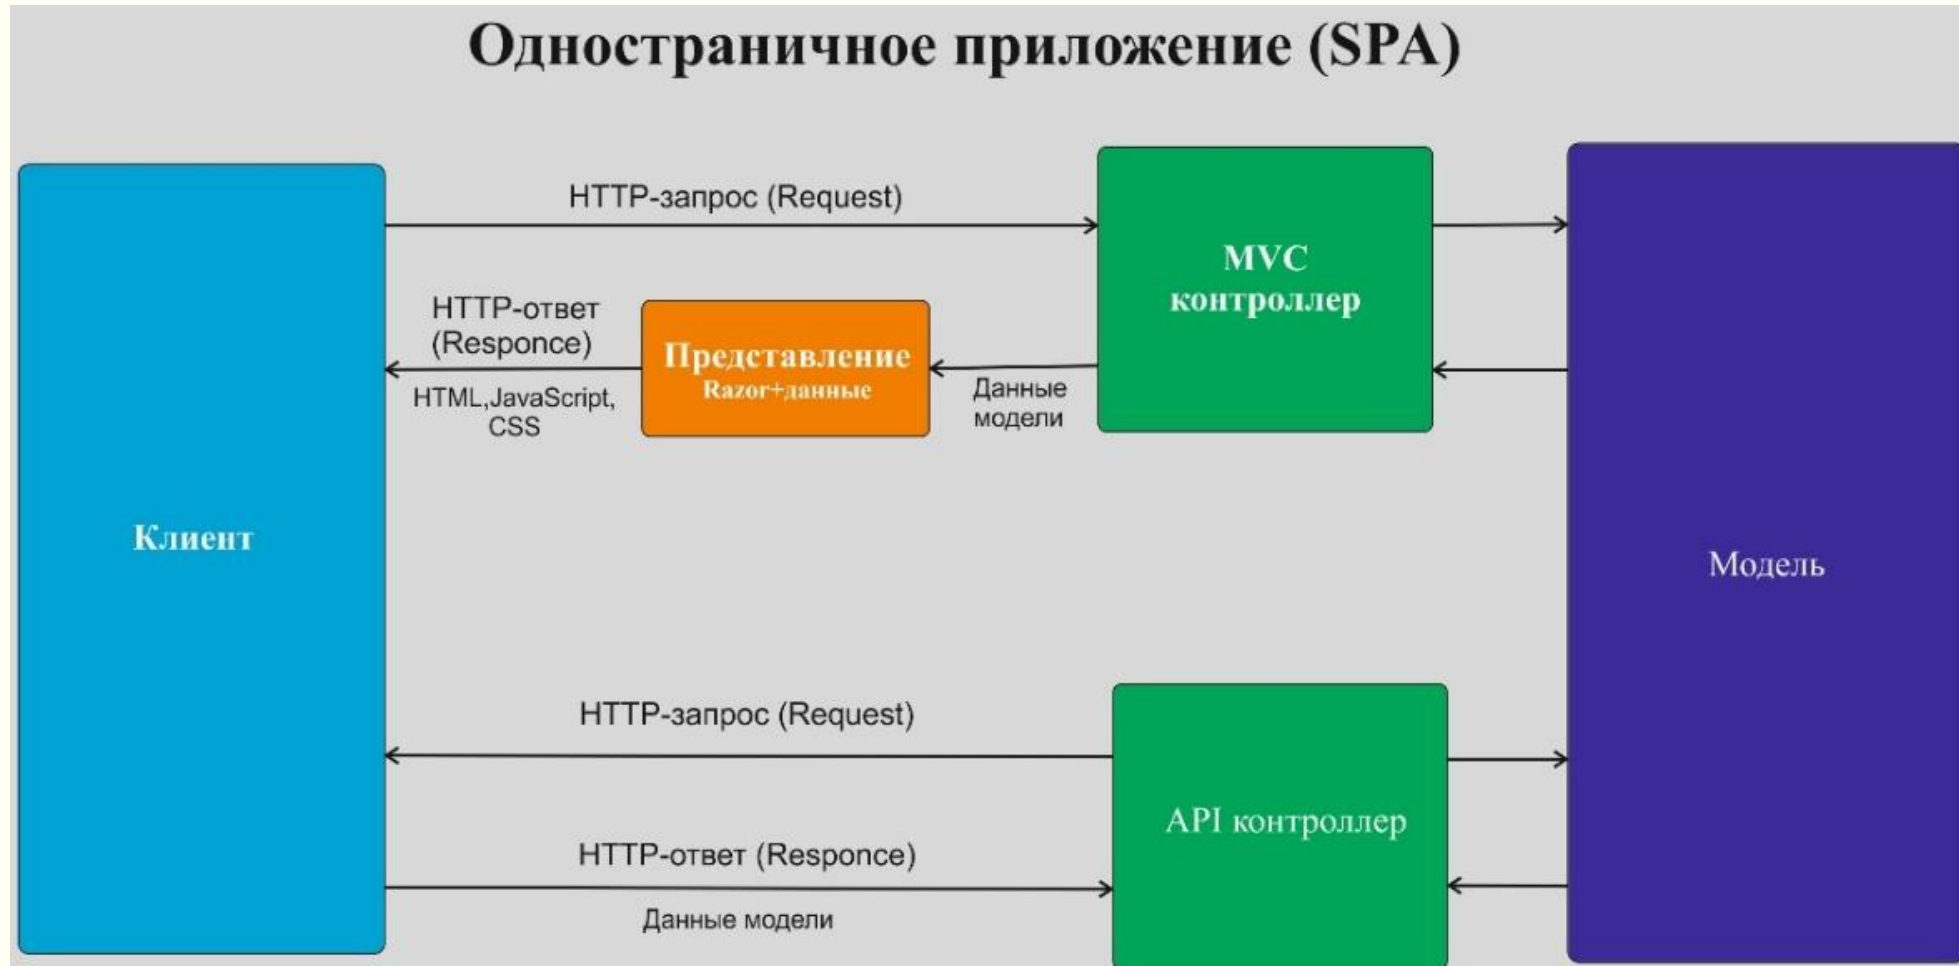 Одностраничное приложение (SPA)
HTTP-запрос (Request)
MVC
контроллер
HTTP-ответ
(Responce)
Представление
Razor+данные
Данные
модели
HTML,JavaScript,
CSS
Клиент
Модель
HTTP-запрос (Request)
API контроллер
HTTP-ответ (Responce)
Данные модели